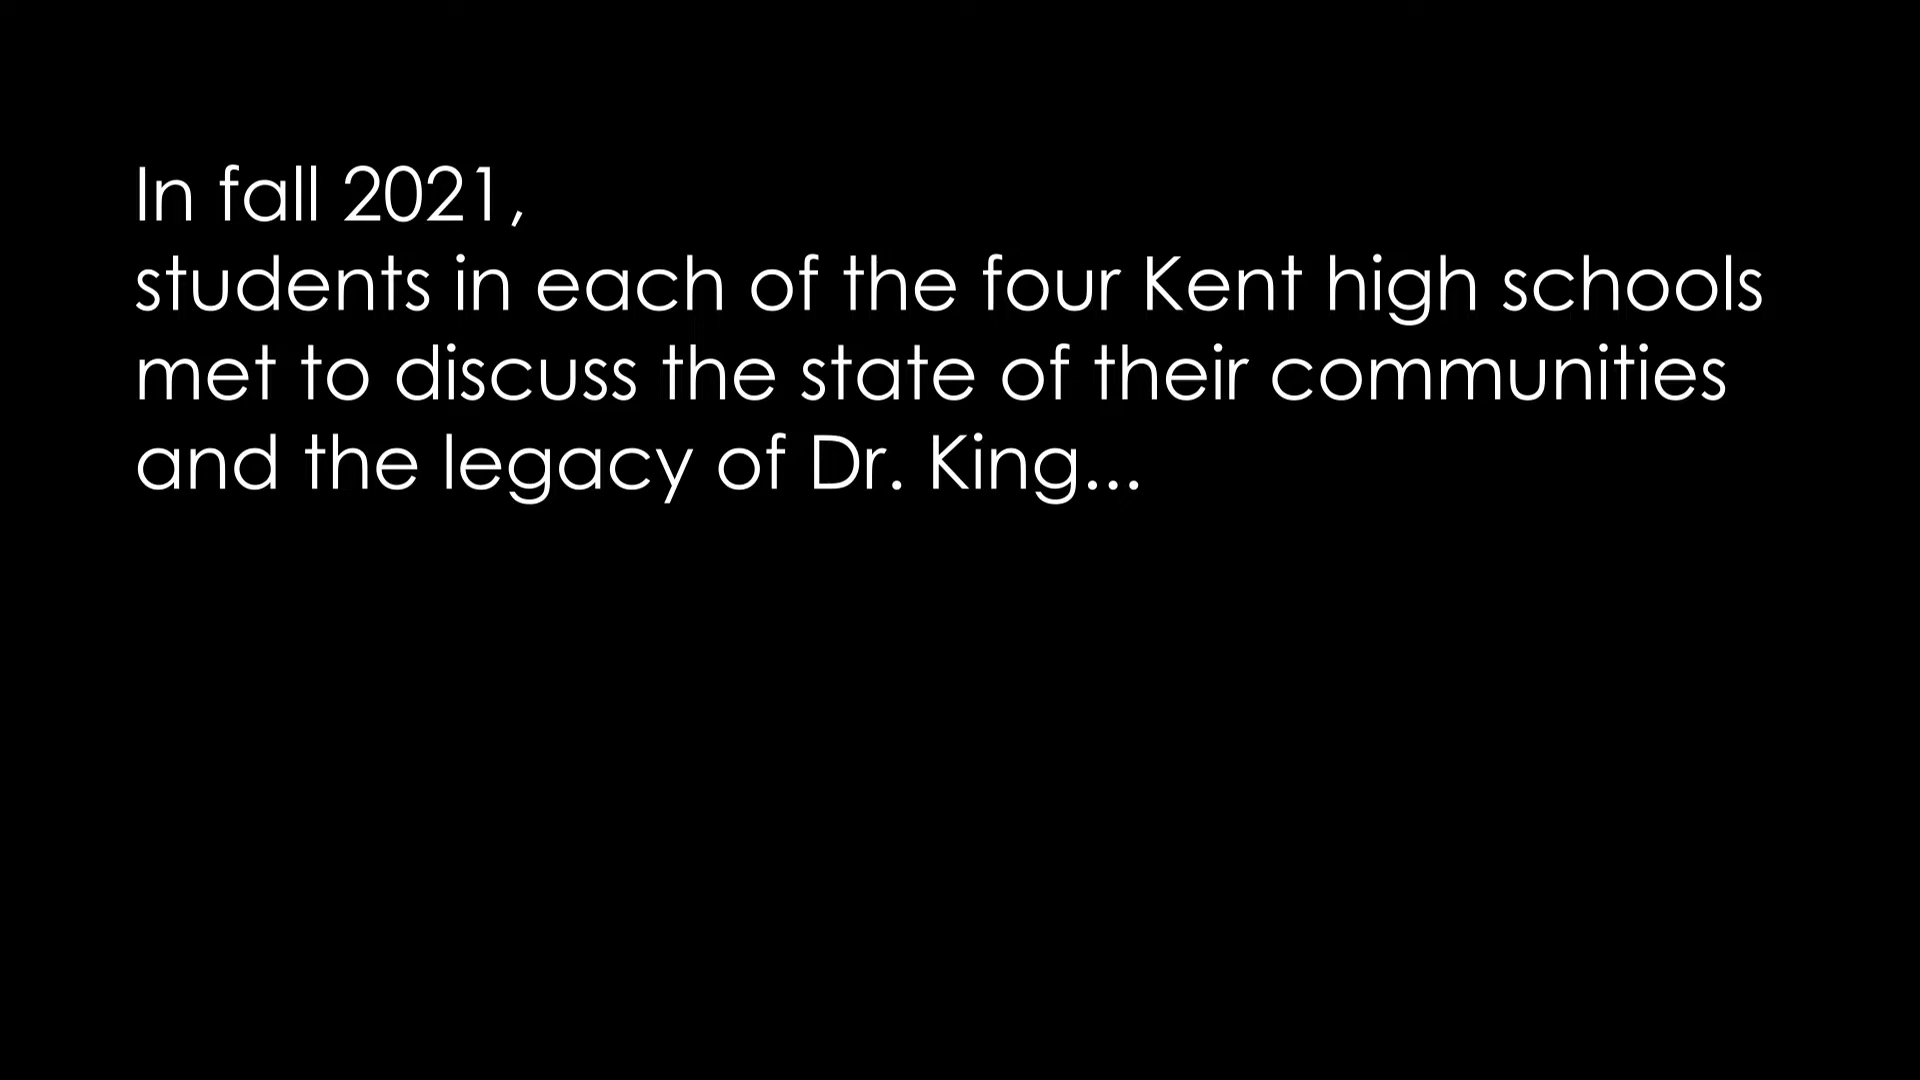 In fall 2021,
students in each of the four Kent high schools
met to discuss the state of their communities
and the legacy of Dr. King...